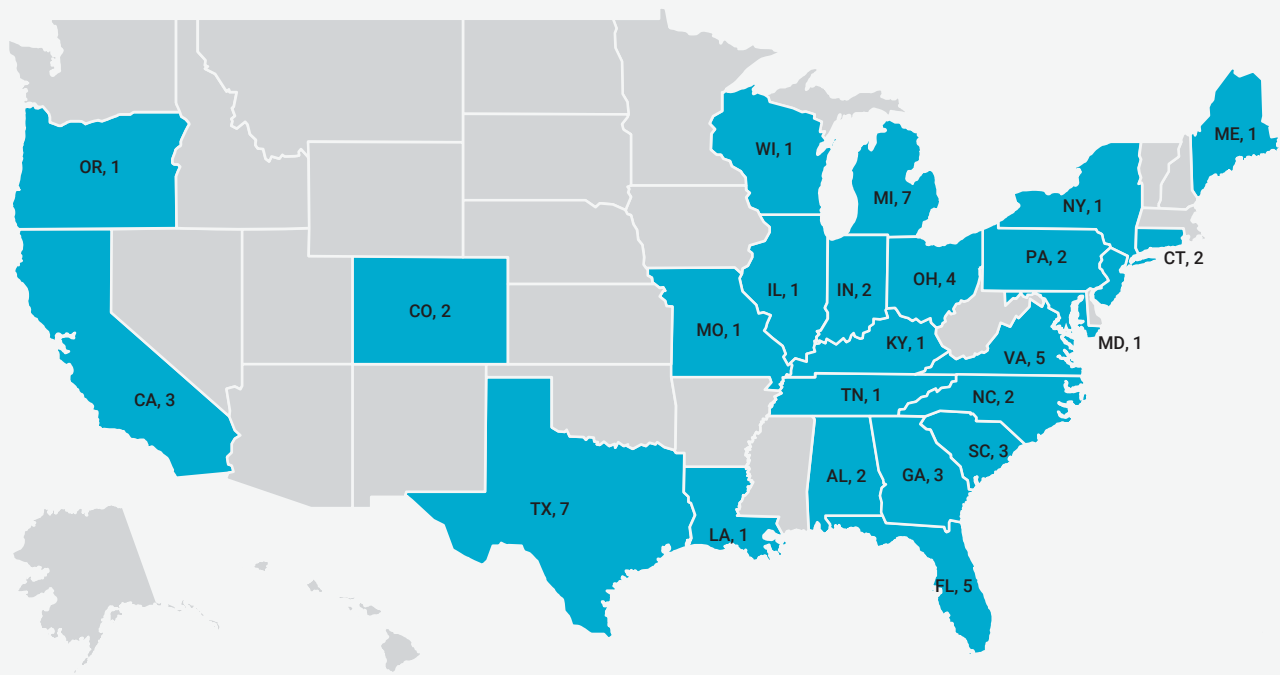 ME, 1
WI, 1
OR, 1
MI, 7
NY, 1
PA, 2
CT, 2
OH, 4
IL, 1
IN, 2
CO, 2
MO, 1
KY, 1
MD, 1
VA, 5
TN, 1
NC, 2
CA, 3
SC, 3
AL, 2
GA, 3
TX, 7
LA, 1
FL, 5